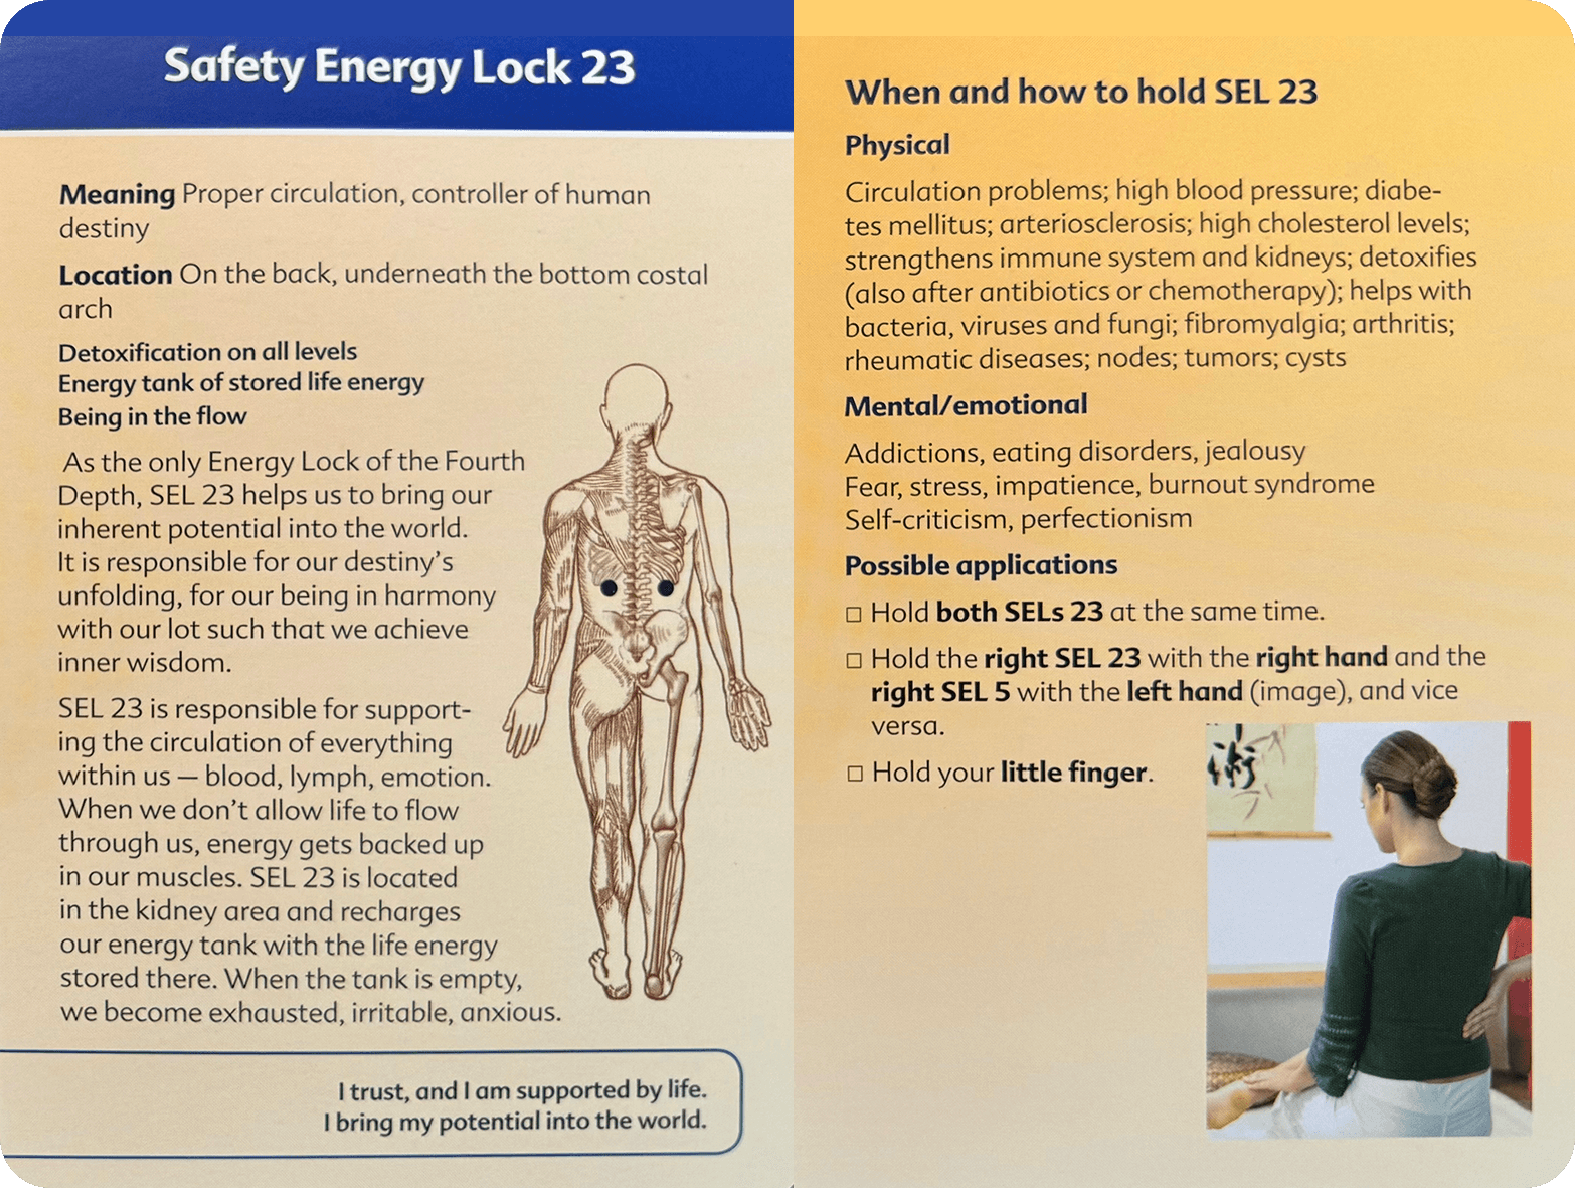 Safety Energy Lock 23
Meaning Proper circulation, controller of human
destiny
Location On the back, underneath the bottom costal
arch
Detoxification on all levels
Energy tank of stored life energy
Being in the flow
As the only Energy Lock of the Fourth
Depth, SEL 23 helps us to bring our
inherent potential into the world.
It is responsible for our destiny's
unfolding, for our being in harmony
with our lot such that we achieve
inner wisdom.
SEL 23 is responsible for support-
ing the circulation of everything
within us — blood, lymph, emotion.
When we don't allow life to flow
through us, energy gets backed up
in our muscles. SEL 23 is located
in the kidney area and recharges
our energy tank with the life energy
stored there. When the tank is empty,
we become exhausted, irritable, anxious.
I trust, and I am supported by life.
I bring my potential into the world.
When and how to hold SEL 23
Physical
Circulation problems; high blood pressure; diabe-
tes mellitus; arteriosclerosis; high cholesterol levels;
strengthens immune system and kidneys; detoxifies
(also after antibiotics or chemotherapy); helps with
bacteria, viruses and fungi; fibromyalgia; arthritis;
rheumatic diseases; nodes; tumors; cysts
Mental/emotional
Addictions, eating disorders, jealousy
Fear, stress, impatience, burnout syndrome
Self-criticism, perfectionism
Possible applications
□ Hold both SELs 23 at the same time.
□ Hold the right SEL 23 with the right hand and the
right SEL 5 with the left hand (image), and vice
versa.
□ Hold your little finger.
術